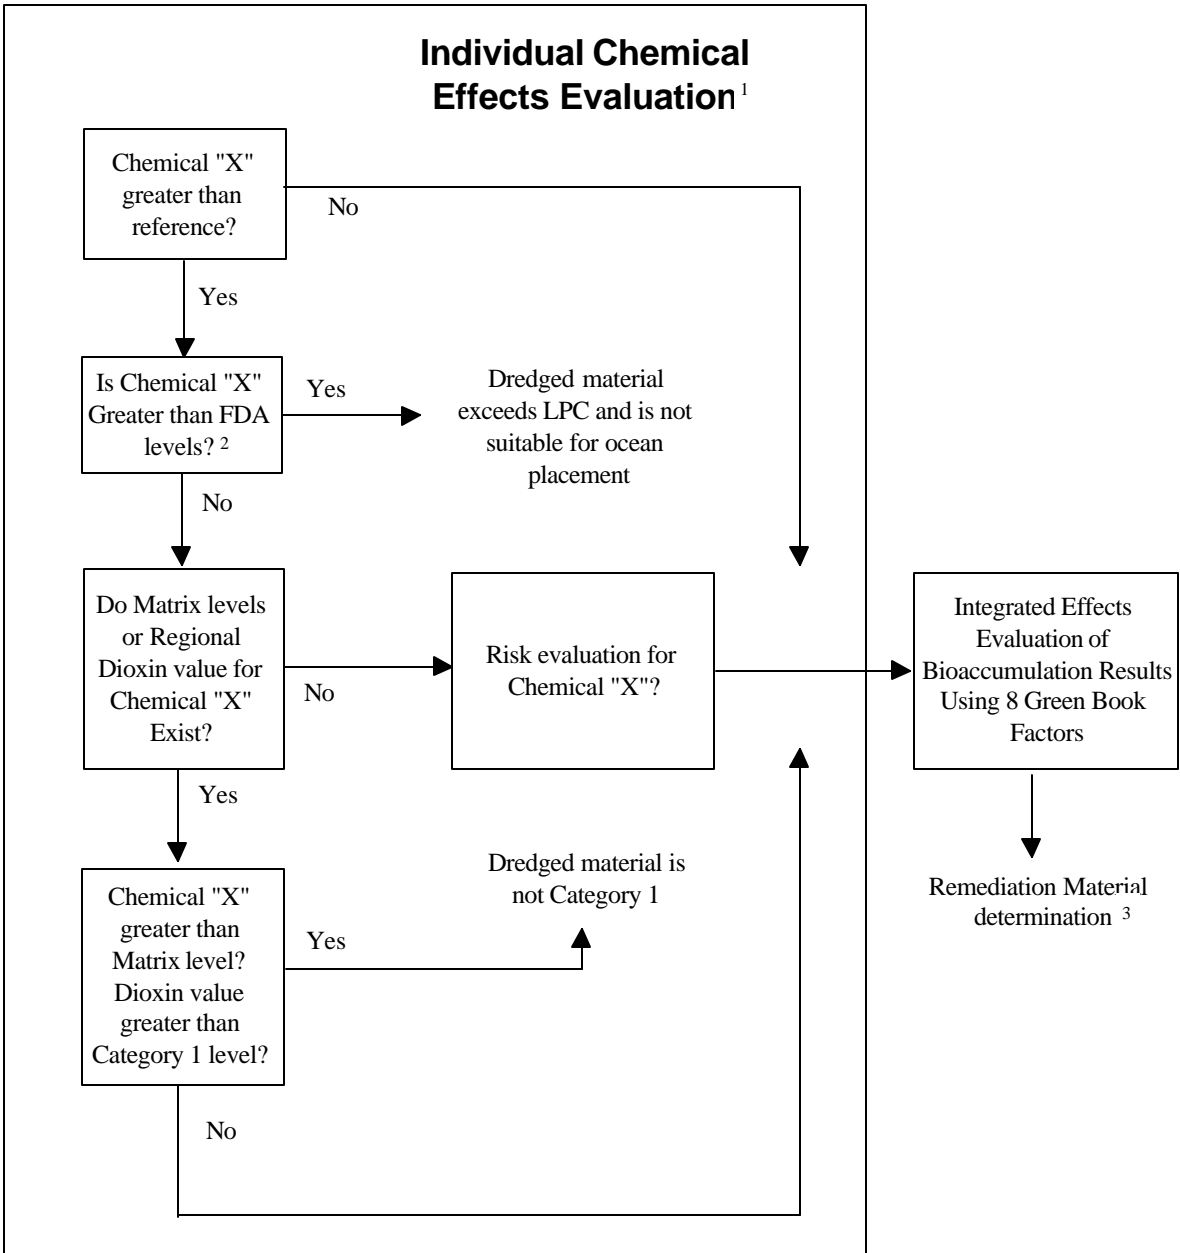 Individual Chemical
Effects Evaluation 1
Chemical "X"
greater than
reference?
No
Yes
Is Chemical "X"
Greater than FDA
levels? 2
Yes
Dredged material
exceeds LPC and is not
suitable for ocean
placement
No
Do Matrix levels
or Regional
Dioxin value for
Chemical "X"
Exist?
No
Risk evaluation for
Chemical "X"?
Integrated Effects
Evaluation of
Bioaccumulation Results
Using 8 Green Book
Factors
Yes
Chemical "X"
greater than
Matrix level?
Dioxin value
greater than
Category 1 level?
Yes
Dredged material is
not Category 1
Remediation Material
determination 3
No